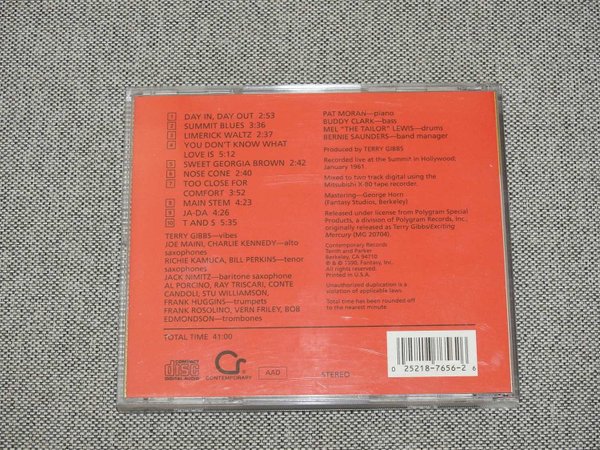 1 DAY IN, DAY OUT 2:53
2 SUMMIT BLUES 3:36
3 LIMERICK WALTZ 2:37
4 YOU DON'T KNOW WHAT
LOVE IS 5:12
5 SWEET GEORGIA BROWN 2:42
6 NOSE CONE 2:40
7 TOO CLOSE FOR
COMFORT 3:52
8 MAIN STEM 4:23
9 JA-DA 4:26
10 T AND S 5:35
TERRY GIBBS—vibes
JOE MAINI, CHARLIE KENNEDY—alto
saxophones
RICHIE KAMUCA, BILL PERKINS—tenor
saxophones
JACK NIMITZ—baritone saxophone
AL PORCINO, RAY TRISCARI, CONTE
CANDOLI, STU WILLIAMSON,
FRANK HUGGINS—trumpets
FRANK ROSOLINO, VERN FRILEY, BOB
EDMONDSON—trombones
TOTAL TIME 41:00
COMPACT
disc
DIGITAL AUDIO
CONTEMPORARY
AAD
STEREO
PAT MORAN—piano
BUDDY CLARK—bass
MEL "THE TAILOR" LEWIS—drums
BERNIE SAUNDERS—band manager
Produced by TERRY GIBBS
Recorded live at the Summit in Hollywood;
January 1961.
Mixed to two track digital using the
Mitsubishi X-80 tape recorder.
Mastering—George Horn
(Fantasy Studios, Berkeley)
Released under license from Polygram Special
Products, a division of Polygram Records, Inc.,
originally released as Terry Gibbs/Exciting
Mercury (MG 20704).
Contemporary Records
Tenth and Parker
Berkeley, CA 94710
℗ & © 1990, Fantasy, Inc.
All rights reserved.
Printed in U.S.A.
Unauthorized duplication is a
violation of applicable laws.
Total time has been rounded off
to the nearest minute.
0 25218-7656-2 6